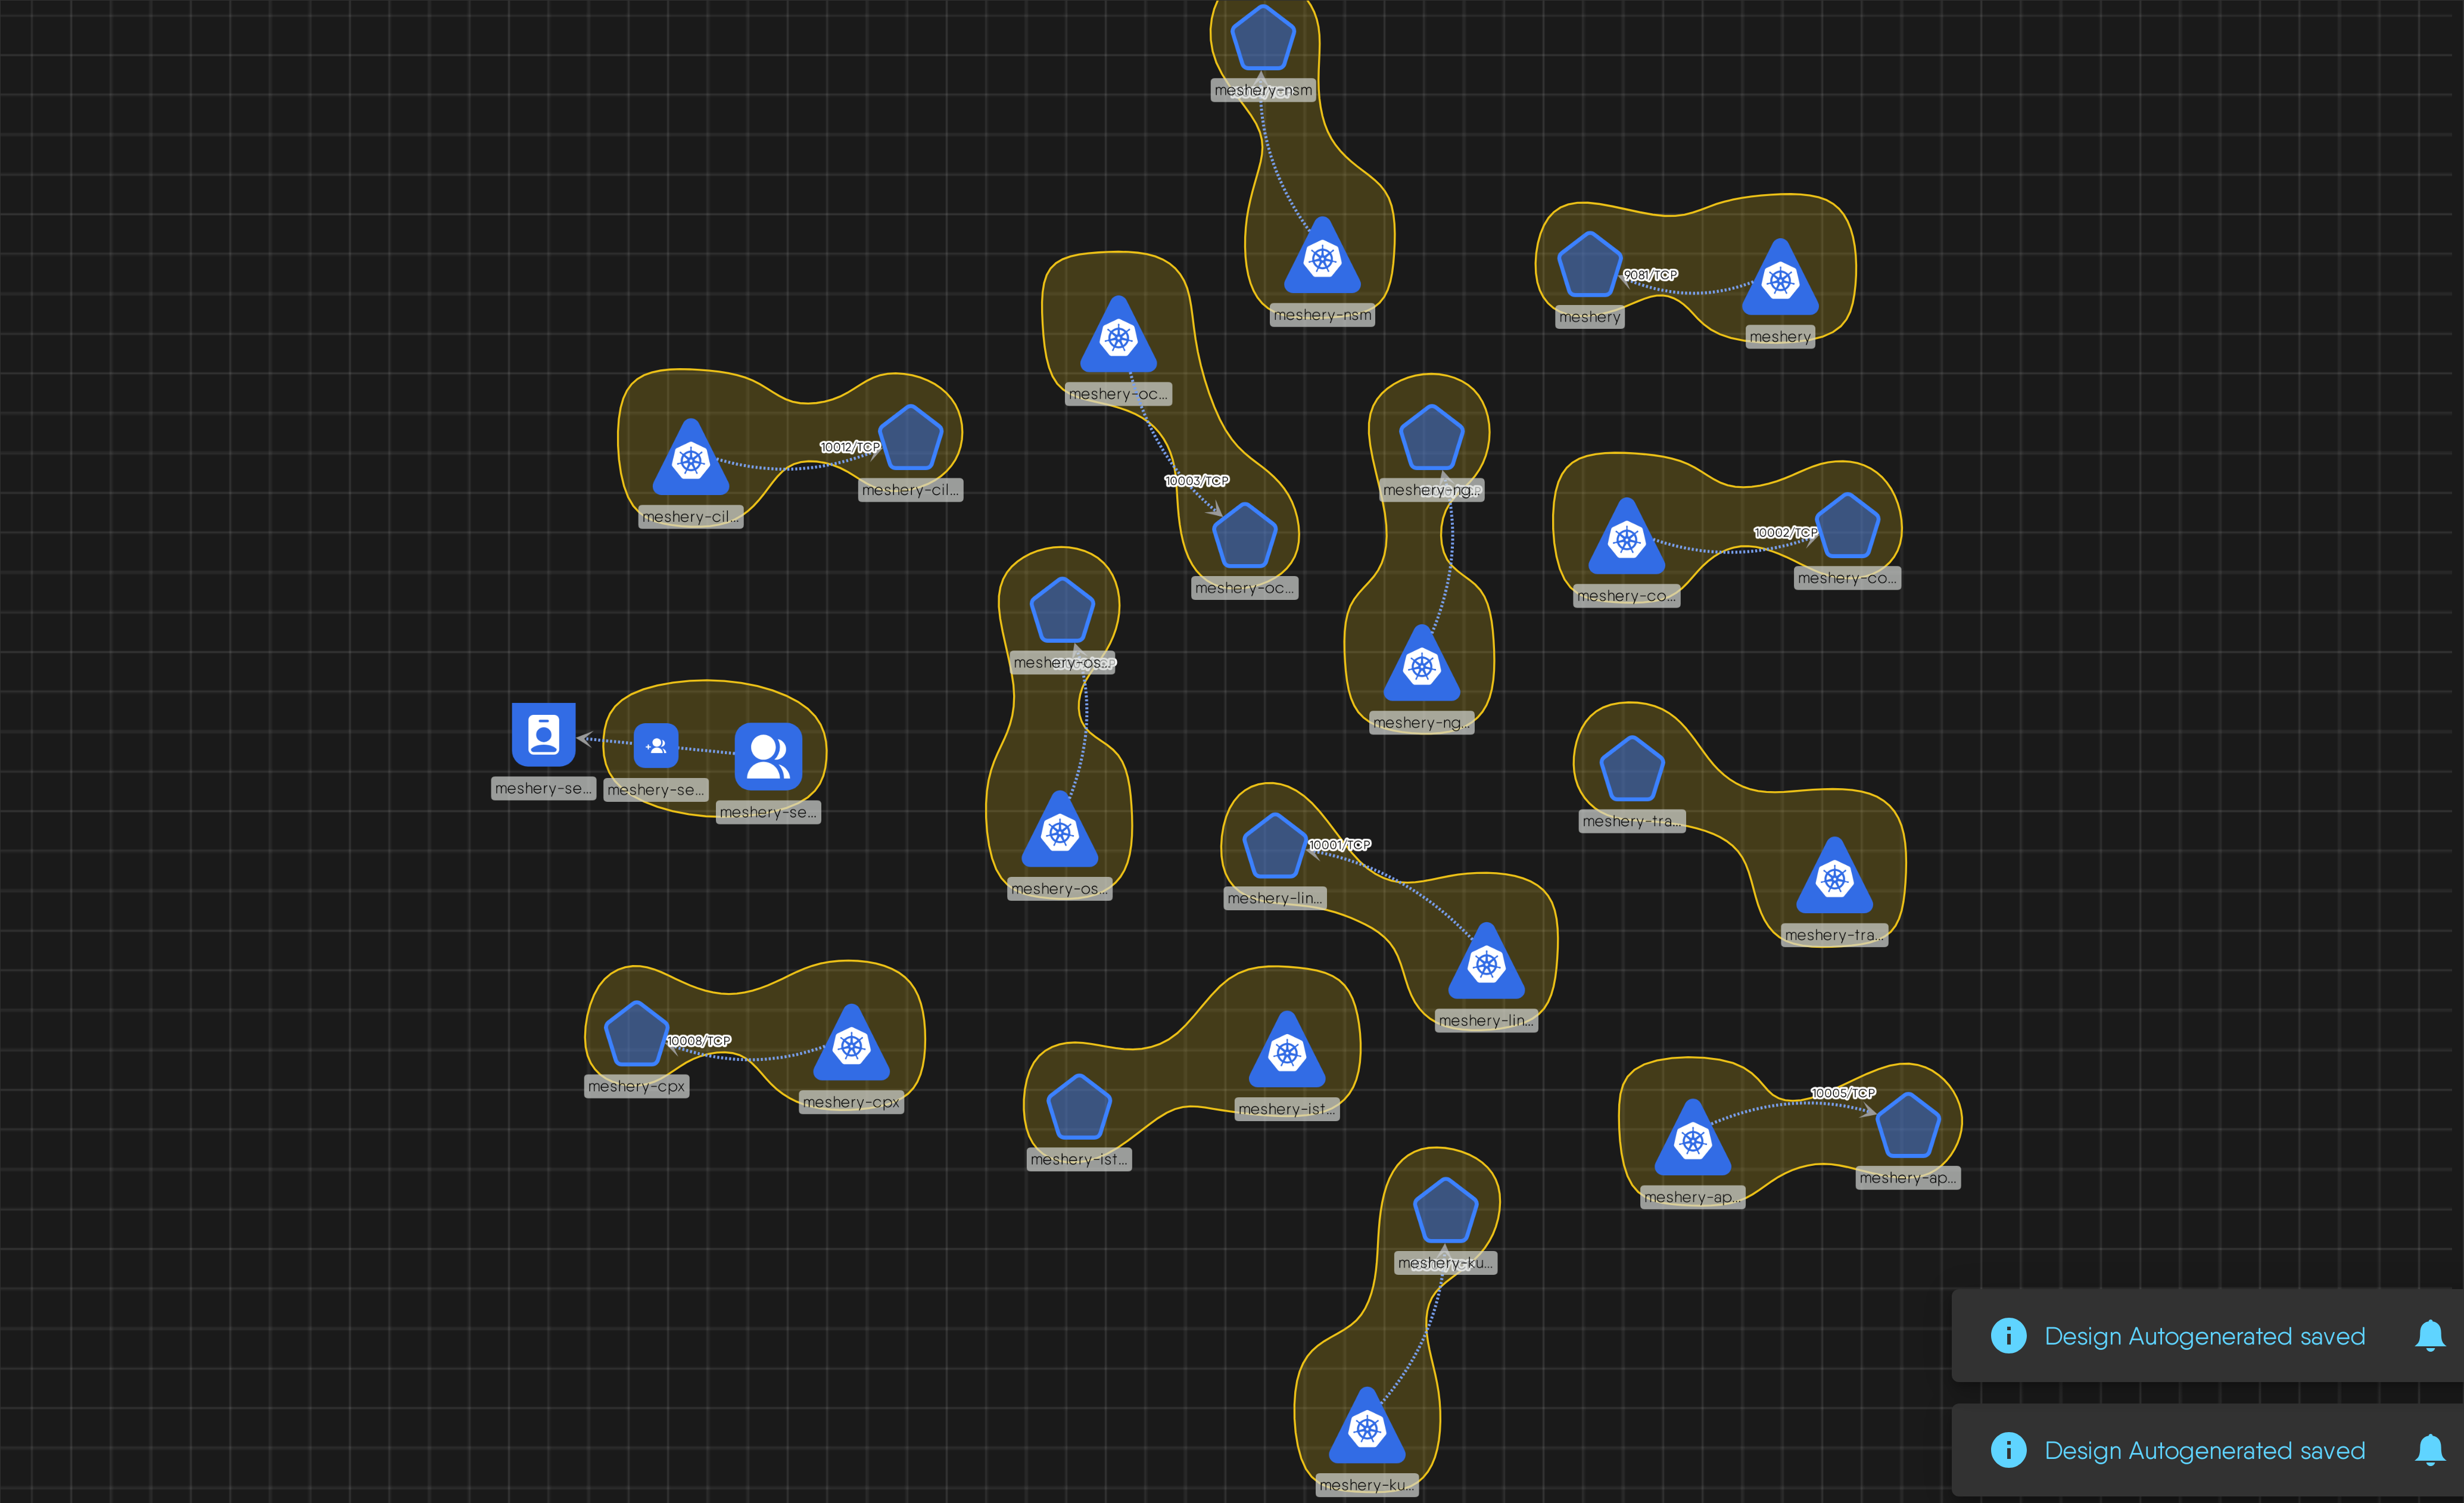 meshery-nsm
meshery-nsm
9081/TCP
meshery
meshery
meshery-oc...
10003/TCP
meshery-oc...
10012/TCP
meshery-cil...
meshery-cil...
meshery-ng...
meshery-ng...
10002/TCP
meshery-co...
meshery-co...
meshery-os...
meshery-os...
meshery-se...
meshery-se...
meshery-se...
meshery-tra...
meshery-tra...
10001/TCP
meshery-lin...
meshery-lin...
10008/TCP
meshery-cpx
meshery-cpx
meshery-ist...
meshery-ist...
10005/TCP
meshery-ap...
meshery-ap...
meshery-ku...
meshery-ku...
Design Autogenerated saved
Design Autogenerated saved